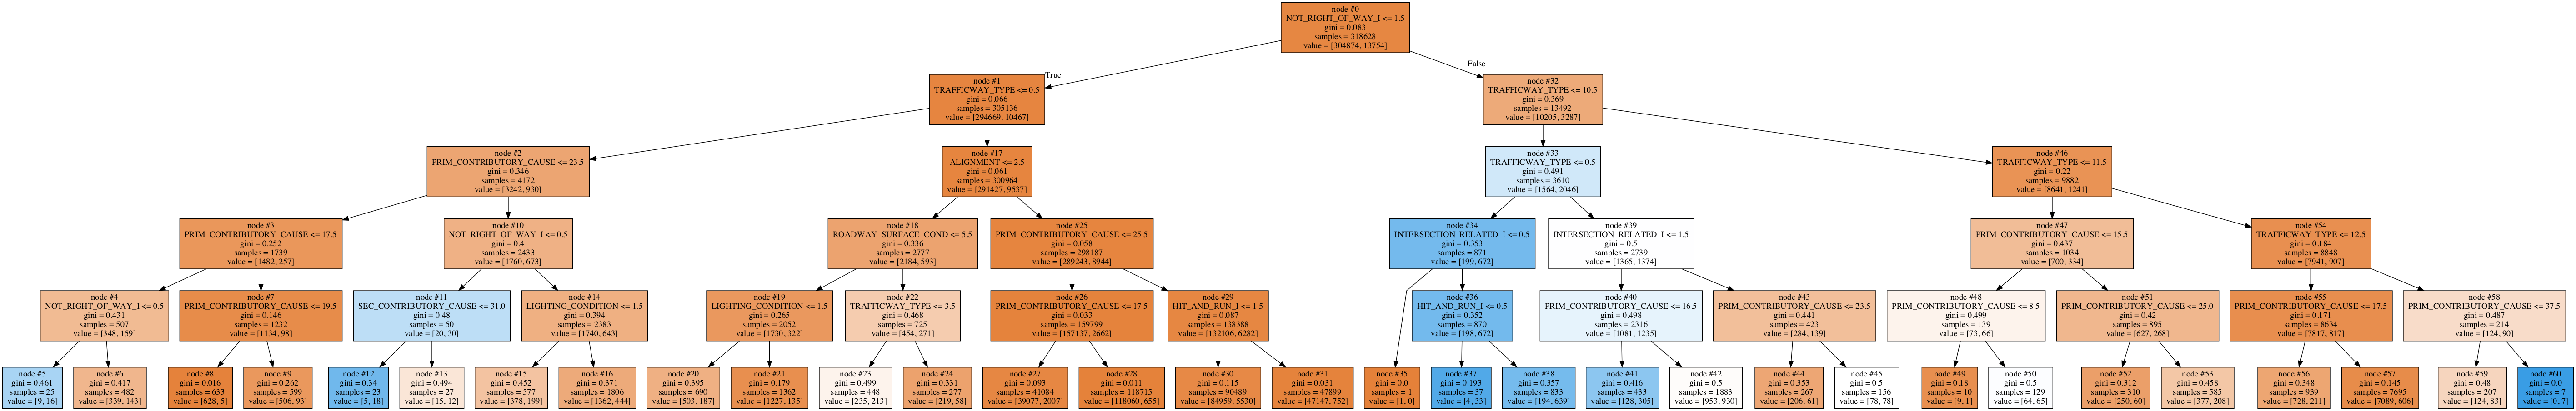 node #0
NOT_RIGHT_OF_WAY_I <= 1.5
gini = 0.083
samples = 318628
value = [304874, 13754]
True
False
node #1
TRAFFICWAY_TYPE <= 0.5
gini = 0.066
samples = 305136
value = [294669, 10467]
node #32
TRAFFICWAY_TYPE <= 10.5
gini = 0.369
samples = 13492
value = [10205, 3287]
node #2
PRIM_CONTRIBUTORY_CAUSE <= 23.5
gini = 0.346
samples = 4172
value = [3242, 930]
node #17
ALIGNMENT <= 2.5
gini = 0.061
samples = 300964
value = [291427, 9537]
node #33
TRAFFICWAY_TYPE <= 0.5
gini = 0.491
samples = 3610
value = [1564, 2046]
node #46
TRAFFICWAY_TYPE <= 11.5
gini = 0.22
samples = 9882
value = [8641, 1241]
node #3
PRIM_CONTRIBUTORY_CAUSE <= 17.5
gini = 0.252
samples = 1739
value = [1482, 257]
node #10
NOT_RIGHT_OF_WAY_I <= 0.5
gini = 0.4
samples = 2433
value = [1760, 673]
node #18
ROADWAY_SURFACE_COND <= 5.5
gini = 0.336
samples = 2777
value = [2184, 593]
node #25
PRIM_CONTRIBUTORY_CAUSE <= 25.5
gini = 0.058
samples = 298187
value = [289243, 8944]
node #34
INTERSECTION_RELATED_I <= 0.5
gini = 0.353
samples = 871
value = [199, 672]
node #39
INTERSECTION_RELATED_I <= 1.5
gini = 0.5
samples = 2739
value = [1365, 1374]
node #47
PRIM_CONTRIBUTORY_CAUSE <= 15.5
gini = 0.437
samples = 1034
value = [700, 334]
node #54
TRAFFICWAY_TYPE <= 12.5
gini = 0.184
samples = 8848
value = [7941, 907]
node #4
NOT_RIGHT_OF_WAY_I <= 0.5
gini = 0.431
samples = 507
value = [348, 159]
node #7
PRIM_CONTRIBUTORY_CAUSE <= 19.5
gini = 0.146
samples = 1232
value = [1134, 98]
node #11
SEC_CONTRIBUTORY_CAUSE <= 31.0
gini = 0.48
samples = 50
value = [20, 30]
node #14
LIGHTING_CONDITION <= 1.5
gini = 0.394
samples = 2383
value = [1740, 643]
node #19
LIGHTING_CONDITION <= 1.5
gini = 0.265
samples = 2052
value = [1730, 322]
node #22
TRAFFICWAY_TYPE <= 3.5
gini = 0.468
samples = 725
value = [454, 271]
node #26
PRIM_CONTRIBUTORY_CAUSE <= 17.5
gini = 0.033
samples = 159799
value = [157137, 2662]
node #29
HIT_AND_RUN_I <= 1.5
gini = 0.087
samples = 138388
value = [132106, 6282]
node #36
HIT_AND_RUN_I <= 0.5
gini = 0.352
samples = 870
value = [198, 672]
node #40
PRIM_CONTRIBUTORY_CAUSE <= 16.5
gini = 0.498
samples = 2316
value = [1081, 1235]
node #43
PRIM_CONTRIBUTORY_CAUSE <= 23.5
gini = 0.441
samples = 423
value = [284, 139]
node #48
PRIM_CONTRIBUTORY_CAUSE <= 8.5
gini = 0.499
samples = 139
value = [73, 66]
node #51
PRIM_CONTRIBUTORY_CAUSE <= 25.0
gini = 0.42
samples = 895
value = [627, 268]
node #55
PRIM_CONTRIBUTORY_CAUSE <= 17.5
gini = 0.171
samples = 8634
value = [7817, 817]
node #58
PRIM_CONTRIBUTORY_CAUSE <= 37.5
gini = 0.487
samples = 214
value = [124, 90]
node #5
gini = 0.461
samples = 25
value = [9, 16]
node #6
gini = 0.417
samples = 482
value = [339, 143]
node #8
gini = 0.016
samples = 633
value = [628, 5]
node #9
gini = 0.262
samples = 599
value = [506, 93]
node #12
gini = 0.34
samples = 23
value = [5, 18]
node #13
gini = 0.494
samples = 27
value = [15, 12]
node #15
gini = 0.452
samples = 577
value = [378, 199]
node #16
gini = 0.371
samples = 1806
value = [1362, 444]
node #20
gini = 0.395
samples = 690
value = [503, 187]
node #21
gini = 0.179
samples = 1362
value = [1227, 135]
node #23
gini = 0.499
samples = 448
value = [235, 213]
node #24
gini = 0.331
samples = 277
value = [219, 58]
node #27
gini = 0.093
samples = 41084
value = [39077, 2007]
node #28
gini = 0.011
samples = 118715
value = [118060, 655]
node #30
gini = 0.115
samples = 90489
value = [84959, 5530]
node #31
gini = 0.031
samples = 47899
value = [47147, 752]
node #35
gini = 0.0
samples = 1
value = [1, 0]
node #37
gini = 0.193
samples = 37
value = [4, 33]
node #38
gini = 0.357
samples = 833
value = [194, 639]
node #41
gini = 0.416
samples = 433
value = [128, 305]
node #42
gini = 0.5
samples = 1883
value = [953, 930]
node #44
gini = 0.353
samples = 267
value = [206, 61]
node #45
gini = 0.5
samples = 156
value = [78, 78]
node #49
gini = 0.18
samples = 10
value = [9, 1]
node #50
gini = 0.5
samples = 129
value = [64, 65]
node #52
gini = 0.312
samples = 310
value = [250, 60]
node #53
gini = 0.458
samples = 585
value = [377, 208]
node #56
gini = 0.348
samples = 939
value = [728, 211]
node #57
gini = 0.145
samples = 7695
value = [7089, 606]
node #59
gini = 0.48
samples = 207
value = [124, 83]
node #60
gini = 0.0
samples = 7
value = [0, 7]